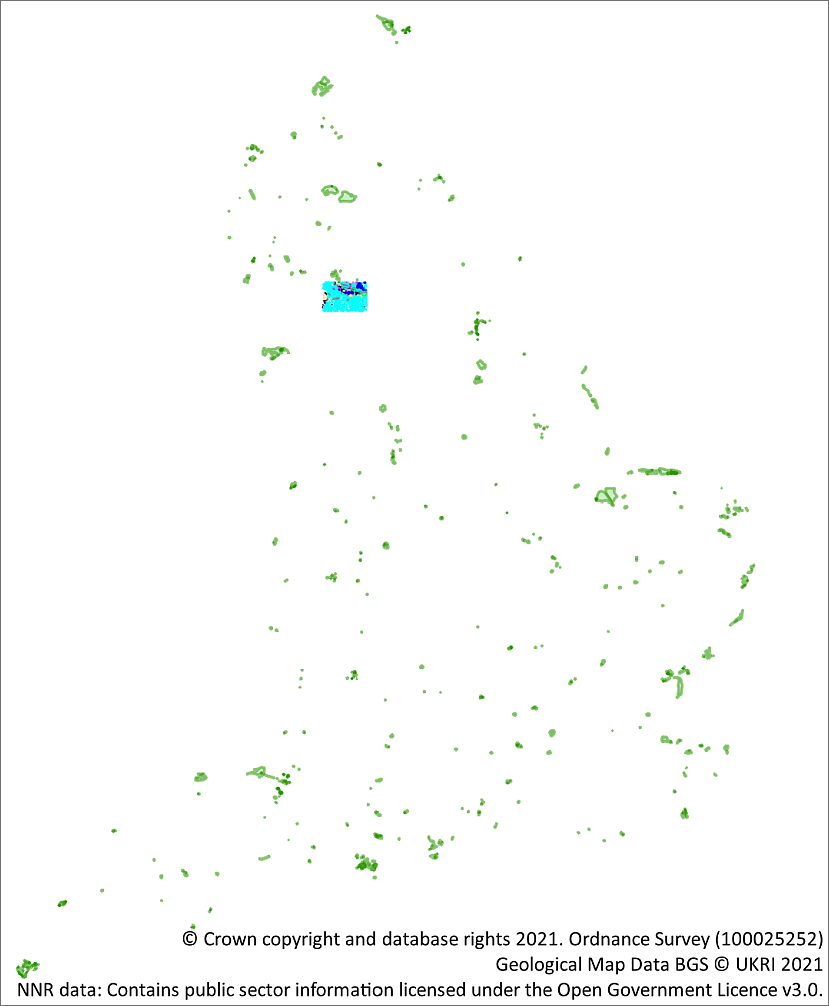 © Crown copyright and database rights 2021. Ordnance Survey (100025252)
Geological Map Data BGS © UKRI 2021
NNR data: Contains public sector information licensed under the Open Government Licence v3.0.